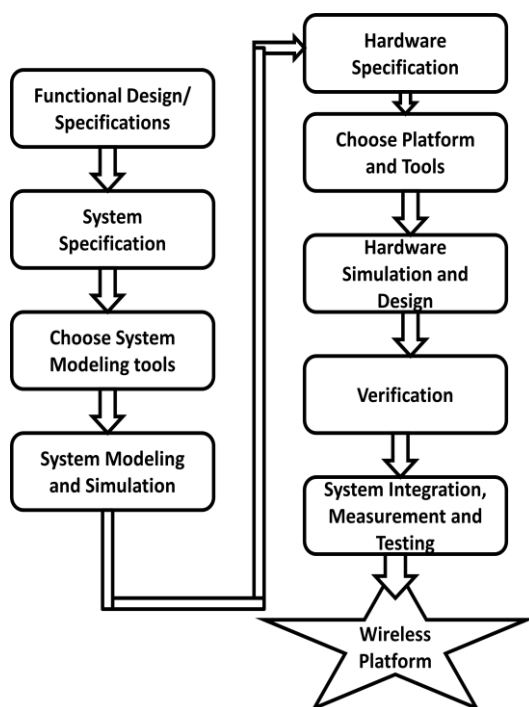 Functional Design/
Specifications
System
Specification
Choose System
Modeling tools
System Modeling
and Simulation
Hardware
Specification
Choose Platform
and Tools
Hardware
Simulation and
Design
Verification
System Integration,
Measurement and
Testing
Wireless
Platform